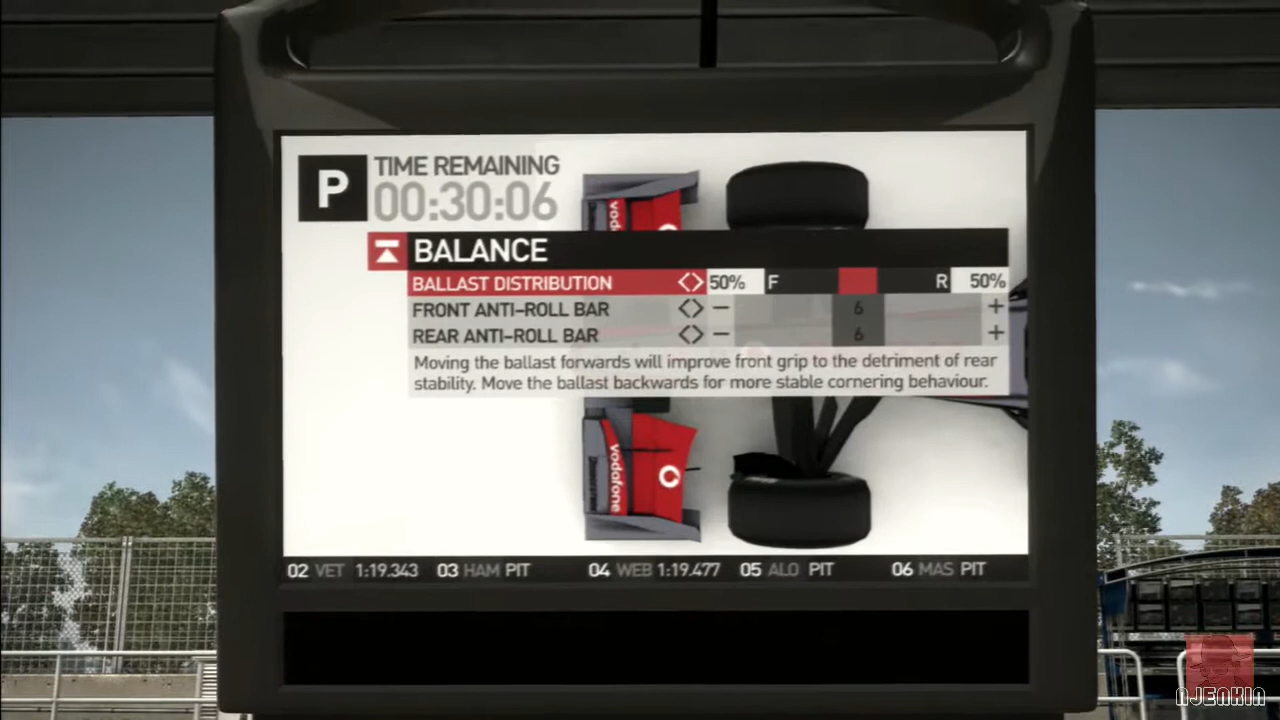 P
TIME REMAINING
00:30:06
BALANCE
BALLAST DISTRIBUTION <> 50% F R 50%
FRONT ANTI-ROLL BAR <> − 6 +
REAR ANTI-ROLL BAR <> − 6 +
Moving the ballast forwards will improve front grip to the detriment of rear
stability. Move the ballast backwards for more stable cornering behaviour.
vodafone
02 VET 1:19.343 03 HAM PIT 04 WEB 1:19.477 05 ALO PIT 06 MAS PIT
NJENKIN